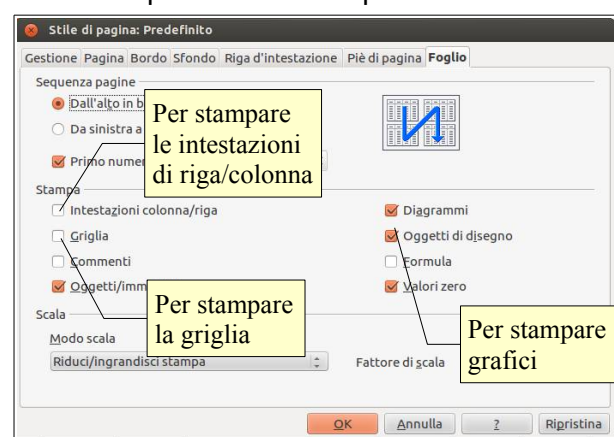 Stile di pagina: Predefinito
Gestione Pagina Bordo Sfondo Riga d'intestazione Piè di pagina Foglio
Sequenza pagine
Dall'alto in b
Da sinistra a
Primo numer
Per stampare
le intestazioni
di riga/colonna
Stampa
Intestazioni colonna/riga
Diagrammi
Griglia
Oggetti di disegno
Commenti
Formula
Oggetti/imm
Valori zero
Per stampare
la griglia
Per stampare
grafici
Scala
Modo scala
Riduci/ingrandisci stampa
Fattore di scala
OK Annulla ? Ripristina